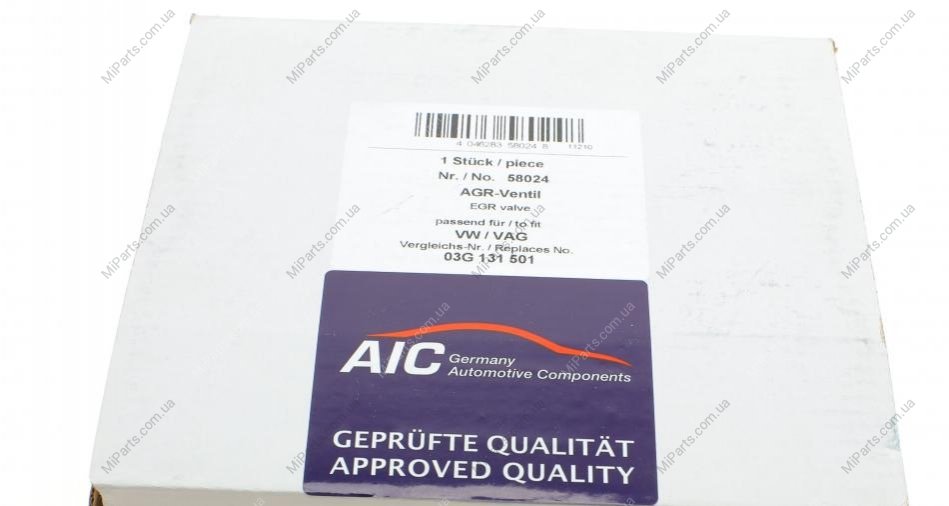 4 046283 58024 8 11210
1 Stück / piece
Nr. / No. 58024
AGR-Ventil
EGR valve
passend für / to fit
VW / VAG
Vergleichs-Nr. / Replaces No.
03G 131 501
AIC Germany
Automotive Components
GEPRÜFTE QUALITÄT
APPROVED QUALITY
MiParts.com.ua